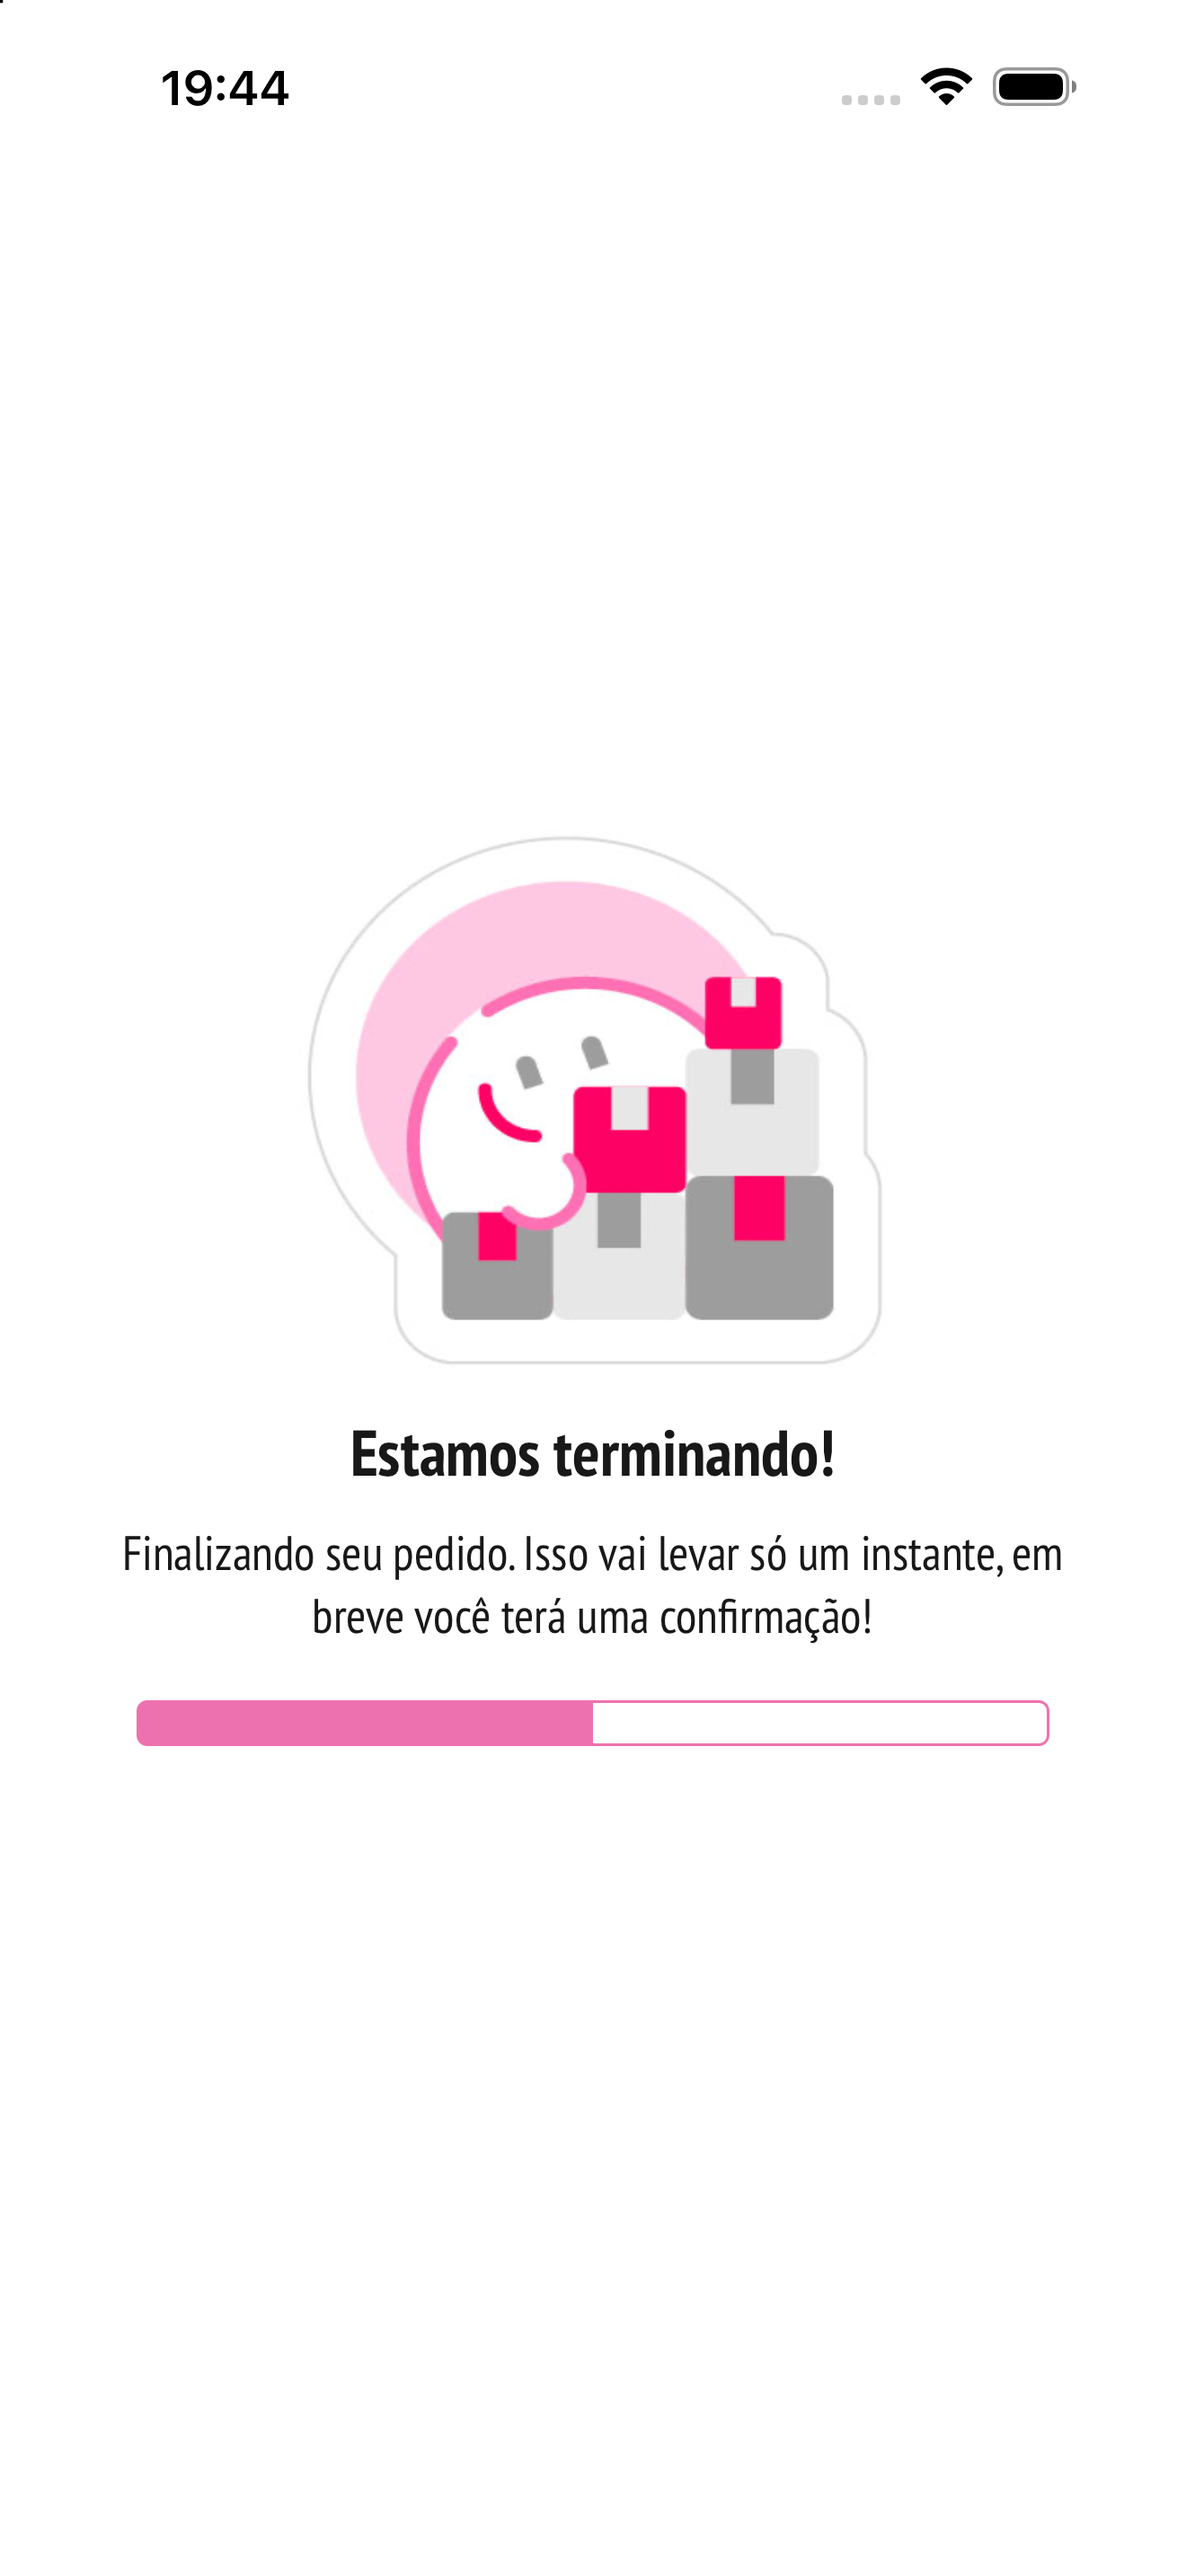 19:44
Estamos terminando!
Finalizando seu pedido. Isso vai levar só um instante, em
breve você terá uma confirmação!